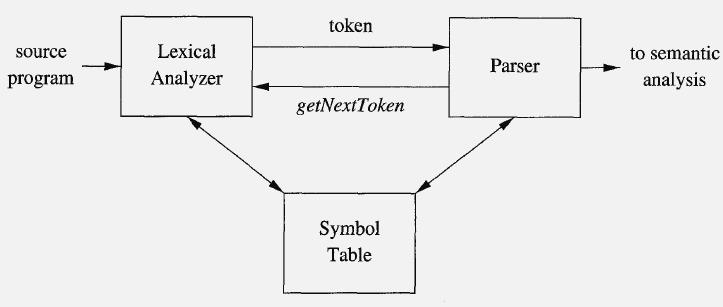 source
program
Lexical
Analyzer
token
getNextToken
Parser
to semantic
analysis
Symbol
Table